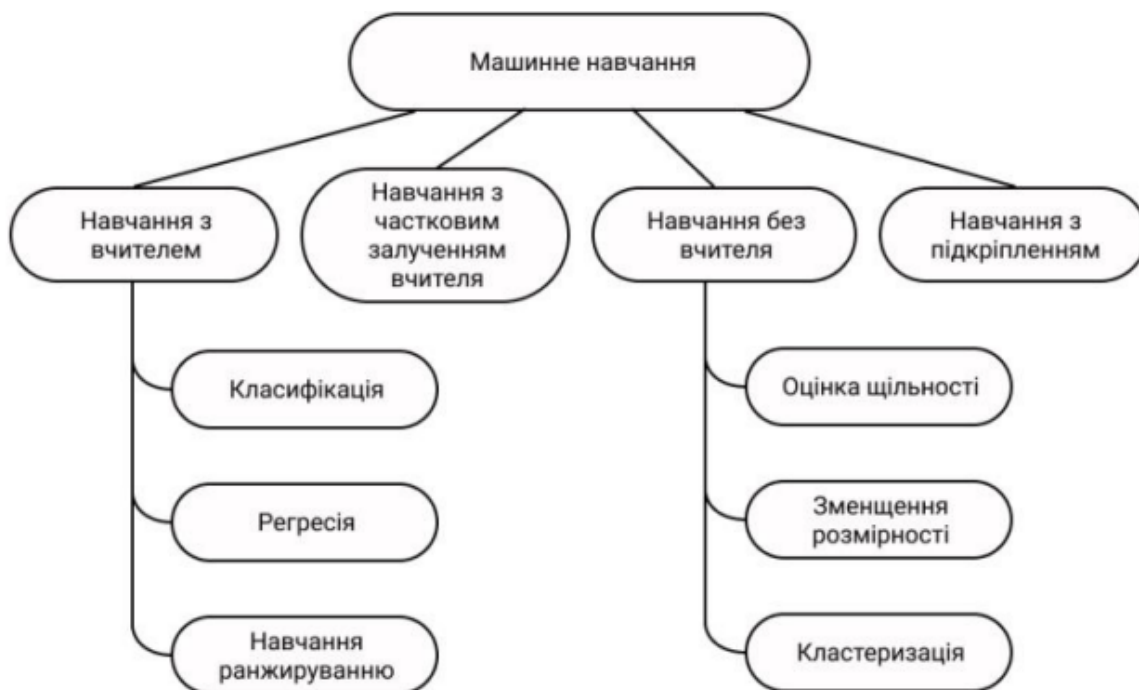 Машинне навчання
Навчання з
вчителем
Навчання з
частковим
залученням
вчителя
Навчання без
вчителя
Навчання з
підкріпленням
Класифікація
Регресія
Навчання
ранжируванню
Оцінка щільності
Зменщення
розмірності
Кластеризація